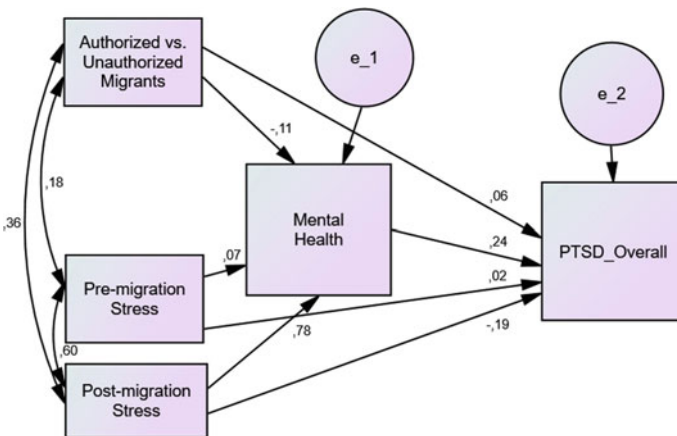 Authorized vs.
Unauthorized
Migrants
e_1
e_2
-,11
,18
,36
,06
Mental
Health
,24
PTSD_Overall
,07
,02
Pre-migration
Stress
,78
-,19
,60
Post-migration
Stress